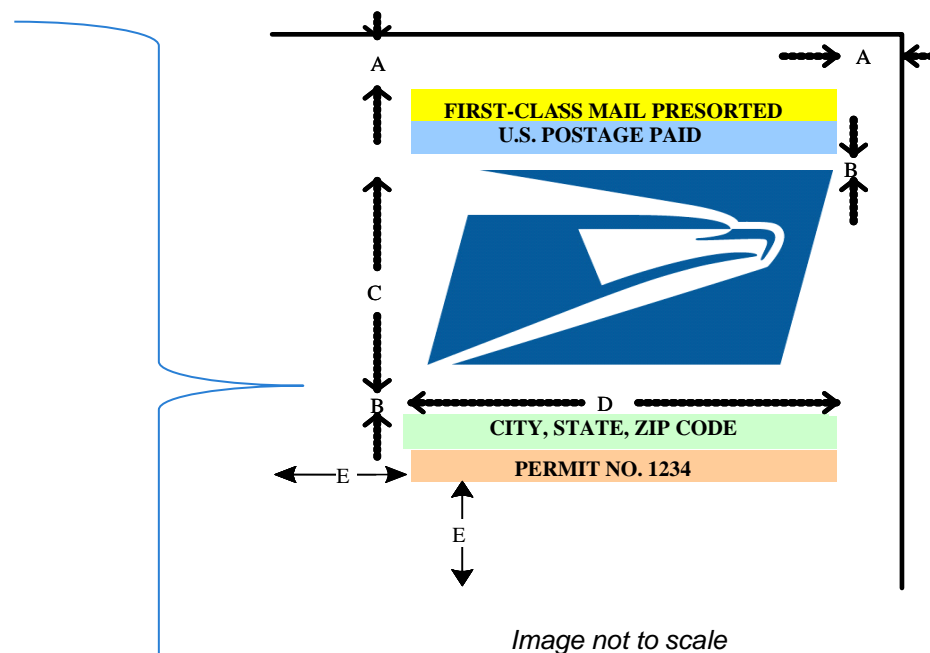 A
A
FIRST-CLASS MAIL PRESORTED
U.S. POSTAGE PAID
B
C
B
D
CITY, STATE, ZIP CODE
PERMIT NO. 1234
E
E
Image not to scale